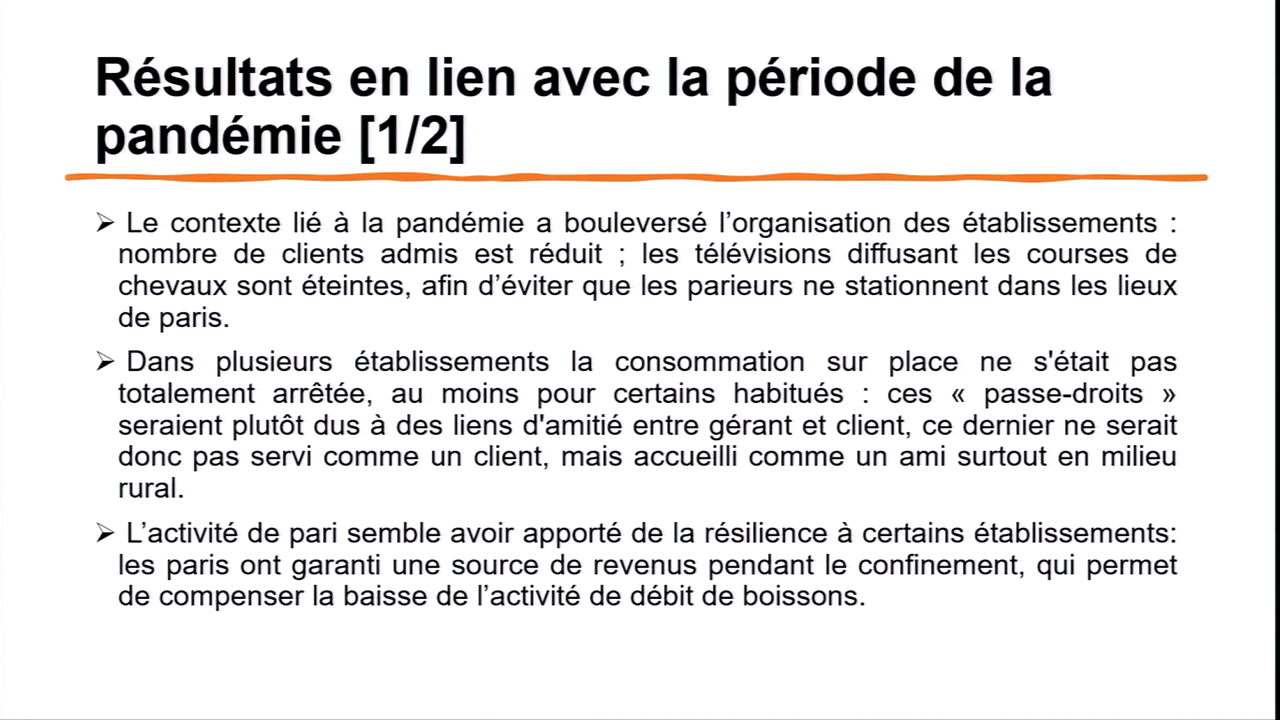 Résultats en lien avec la période de la
pandémie [1/2]
➢ Le contexte lié à la pandémie a bouleversé l’organisation des établissements :
nombre de clients admis est réduit ; les télévisions diffusant les courses de
chevaux sont éteintes, afin d’éviter que les parieurs ne stationnent dans les lieux
de paris.
➢ Dans plusieurs établissements la consommation sur place ne s'était pas
totalement arrêtée, au moins pour certains habitués : ces « passe-droits »
seraient plutôt dus à des liens d'amitié entre gérant et client, ce dernier ne serait
donc pas servi comme un client, mais accueilli comme un ami surtout en milieu
rural.
➢ L’activité de pari semble avoir apporté de la résilience à certains établissements:
les paris ont garanti une source de revenus pendant le confinement, qui permet
de compenser la baisse de l’activité de débit de boissons.